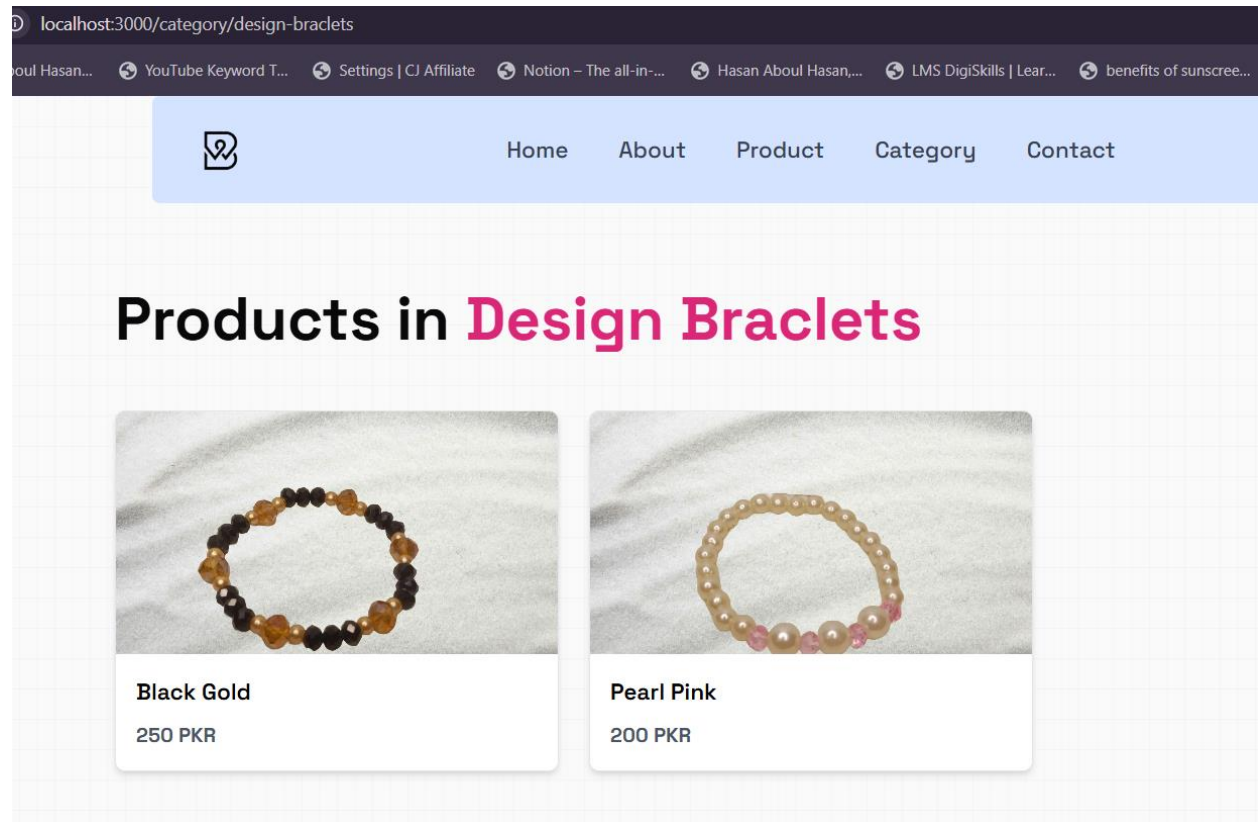 localhost:3000/category/design-braclets
oul Hasan... YouTube Keyword T... Settings | CJ Affiliate Notion – The all-in-... Hasan Aboul Hasan,... LMS DigiSkills | Lear... benefits of sunscree...
Home About Product Category Contact
Products in Design Braclets
Black Gold Pearl Pink
250 PKR 200 PKR